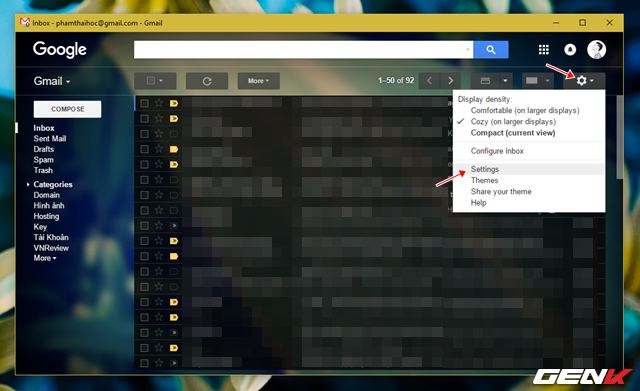 Inbox - phamthaihoc@gmail.com - Gmail
Google
Gmail
More
1–50 of 92
COMPOSE
Inbox
Sent Mail
Drafts
Spam
Trash
Categories
Domain
Hình ảnh
Hosting
Key
Tài Khoản
VNReview
More
Display density:
Comfortable (on larger displays)
Cozy (on larger displays)
Compact (current view)
Configure inbox
Settings
Themes
Share your theme
Help
GENK